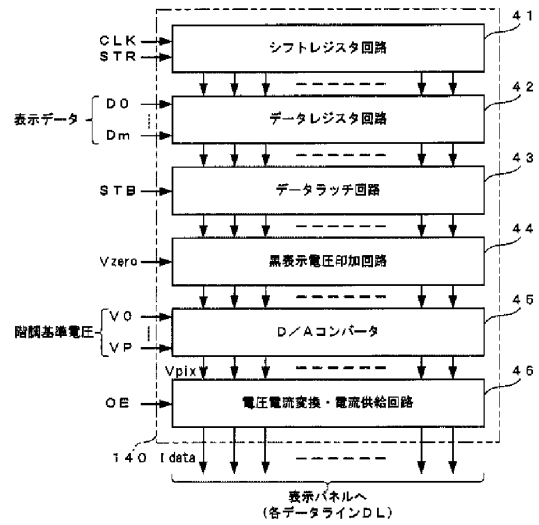 41
CLK
STR
シフトレジスタ回路
42
表示データ
D0
Dm
データレジスタ回路
43
STB
データラッチ回路
44
Vzero
黒表示電圧印加回路
45
階調基準電圧
V0
VP
D/Aコンバータ
Vpix
46
OE
電圧電流変換・電流供給回路
140
Idata
表示パネルへ
(各データラインDL)